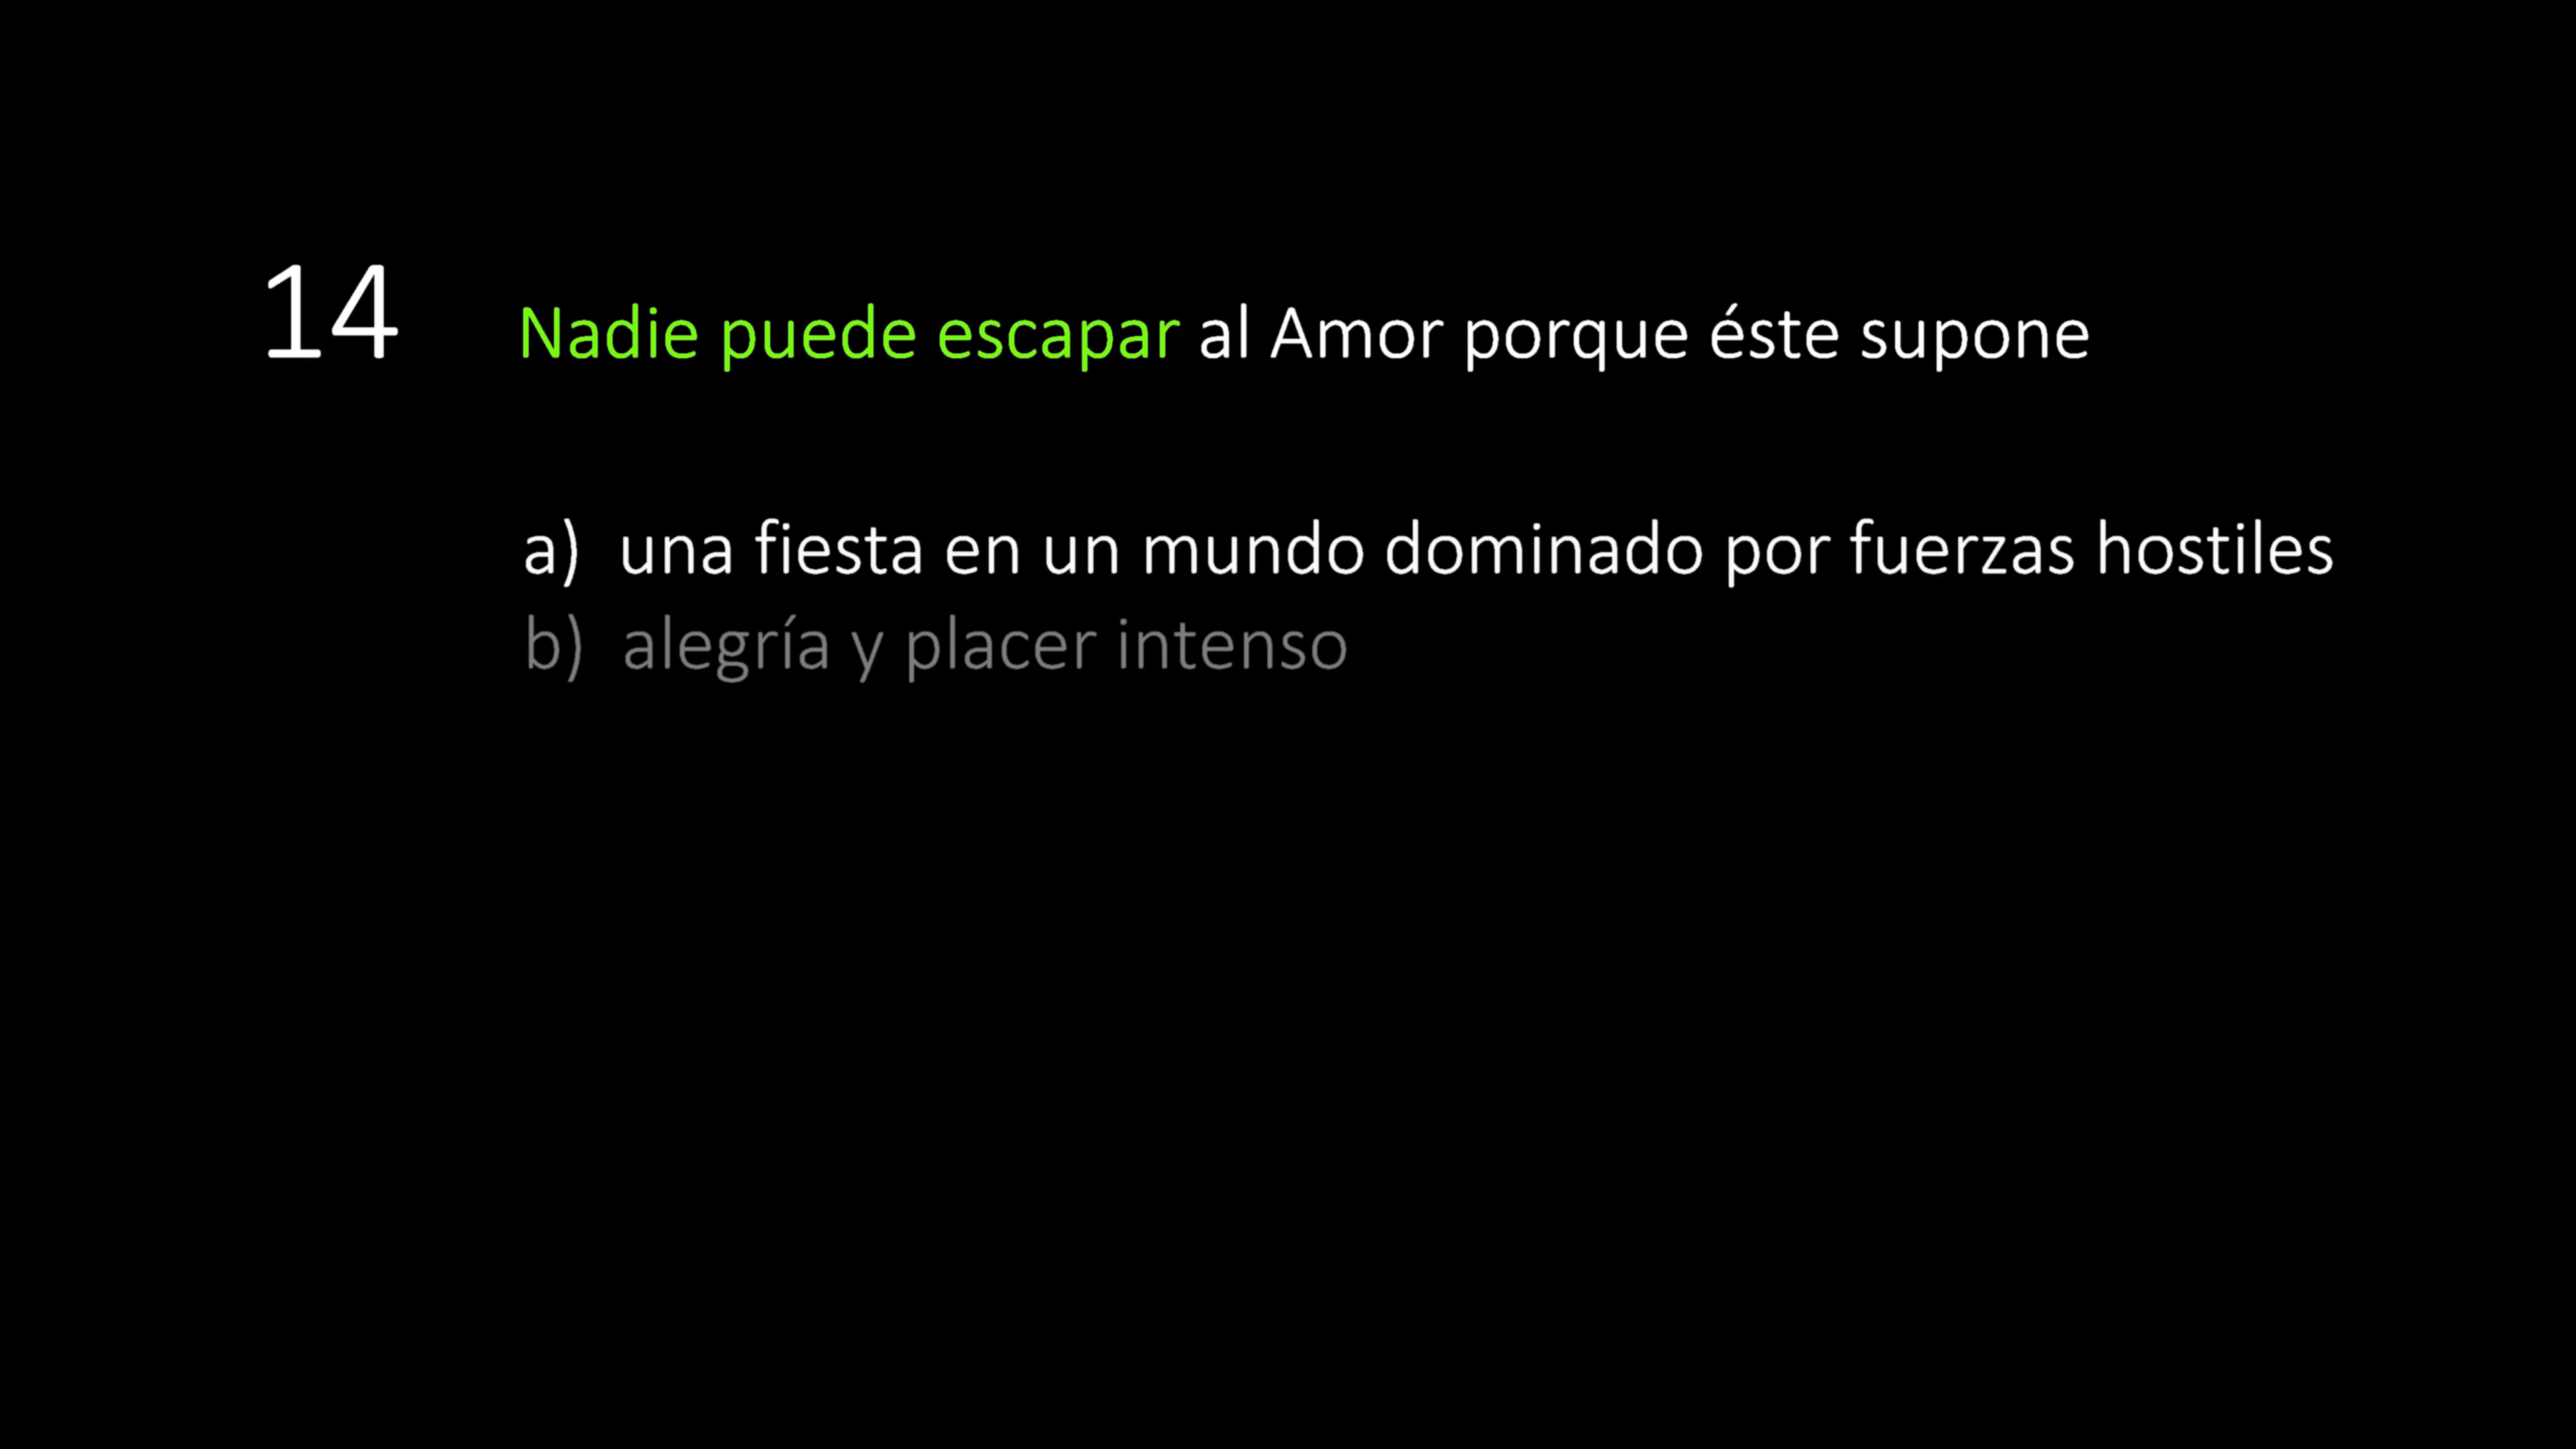 14 Nadie puede escapar al Amor porque éste supone
a) una fiesta en un mundo dominado por fuerzas hostiles
b) alegría y placer intenso